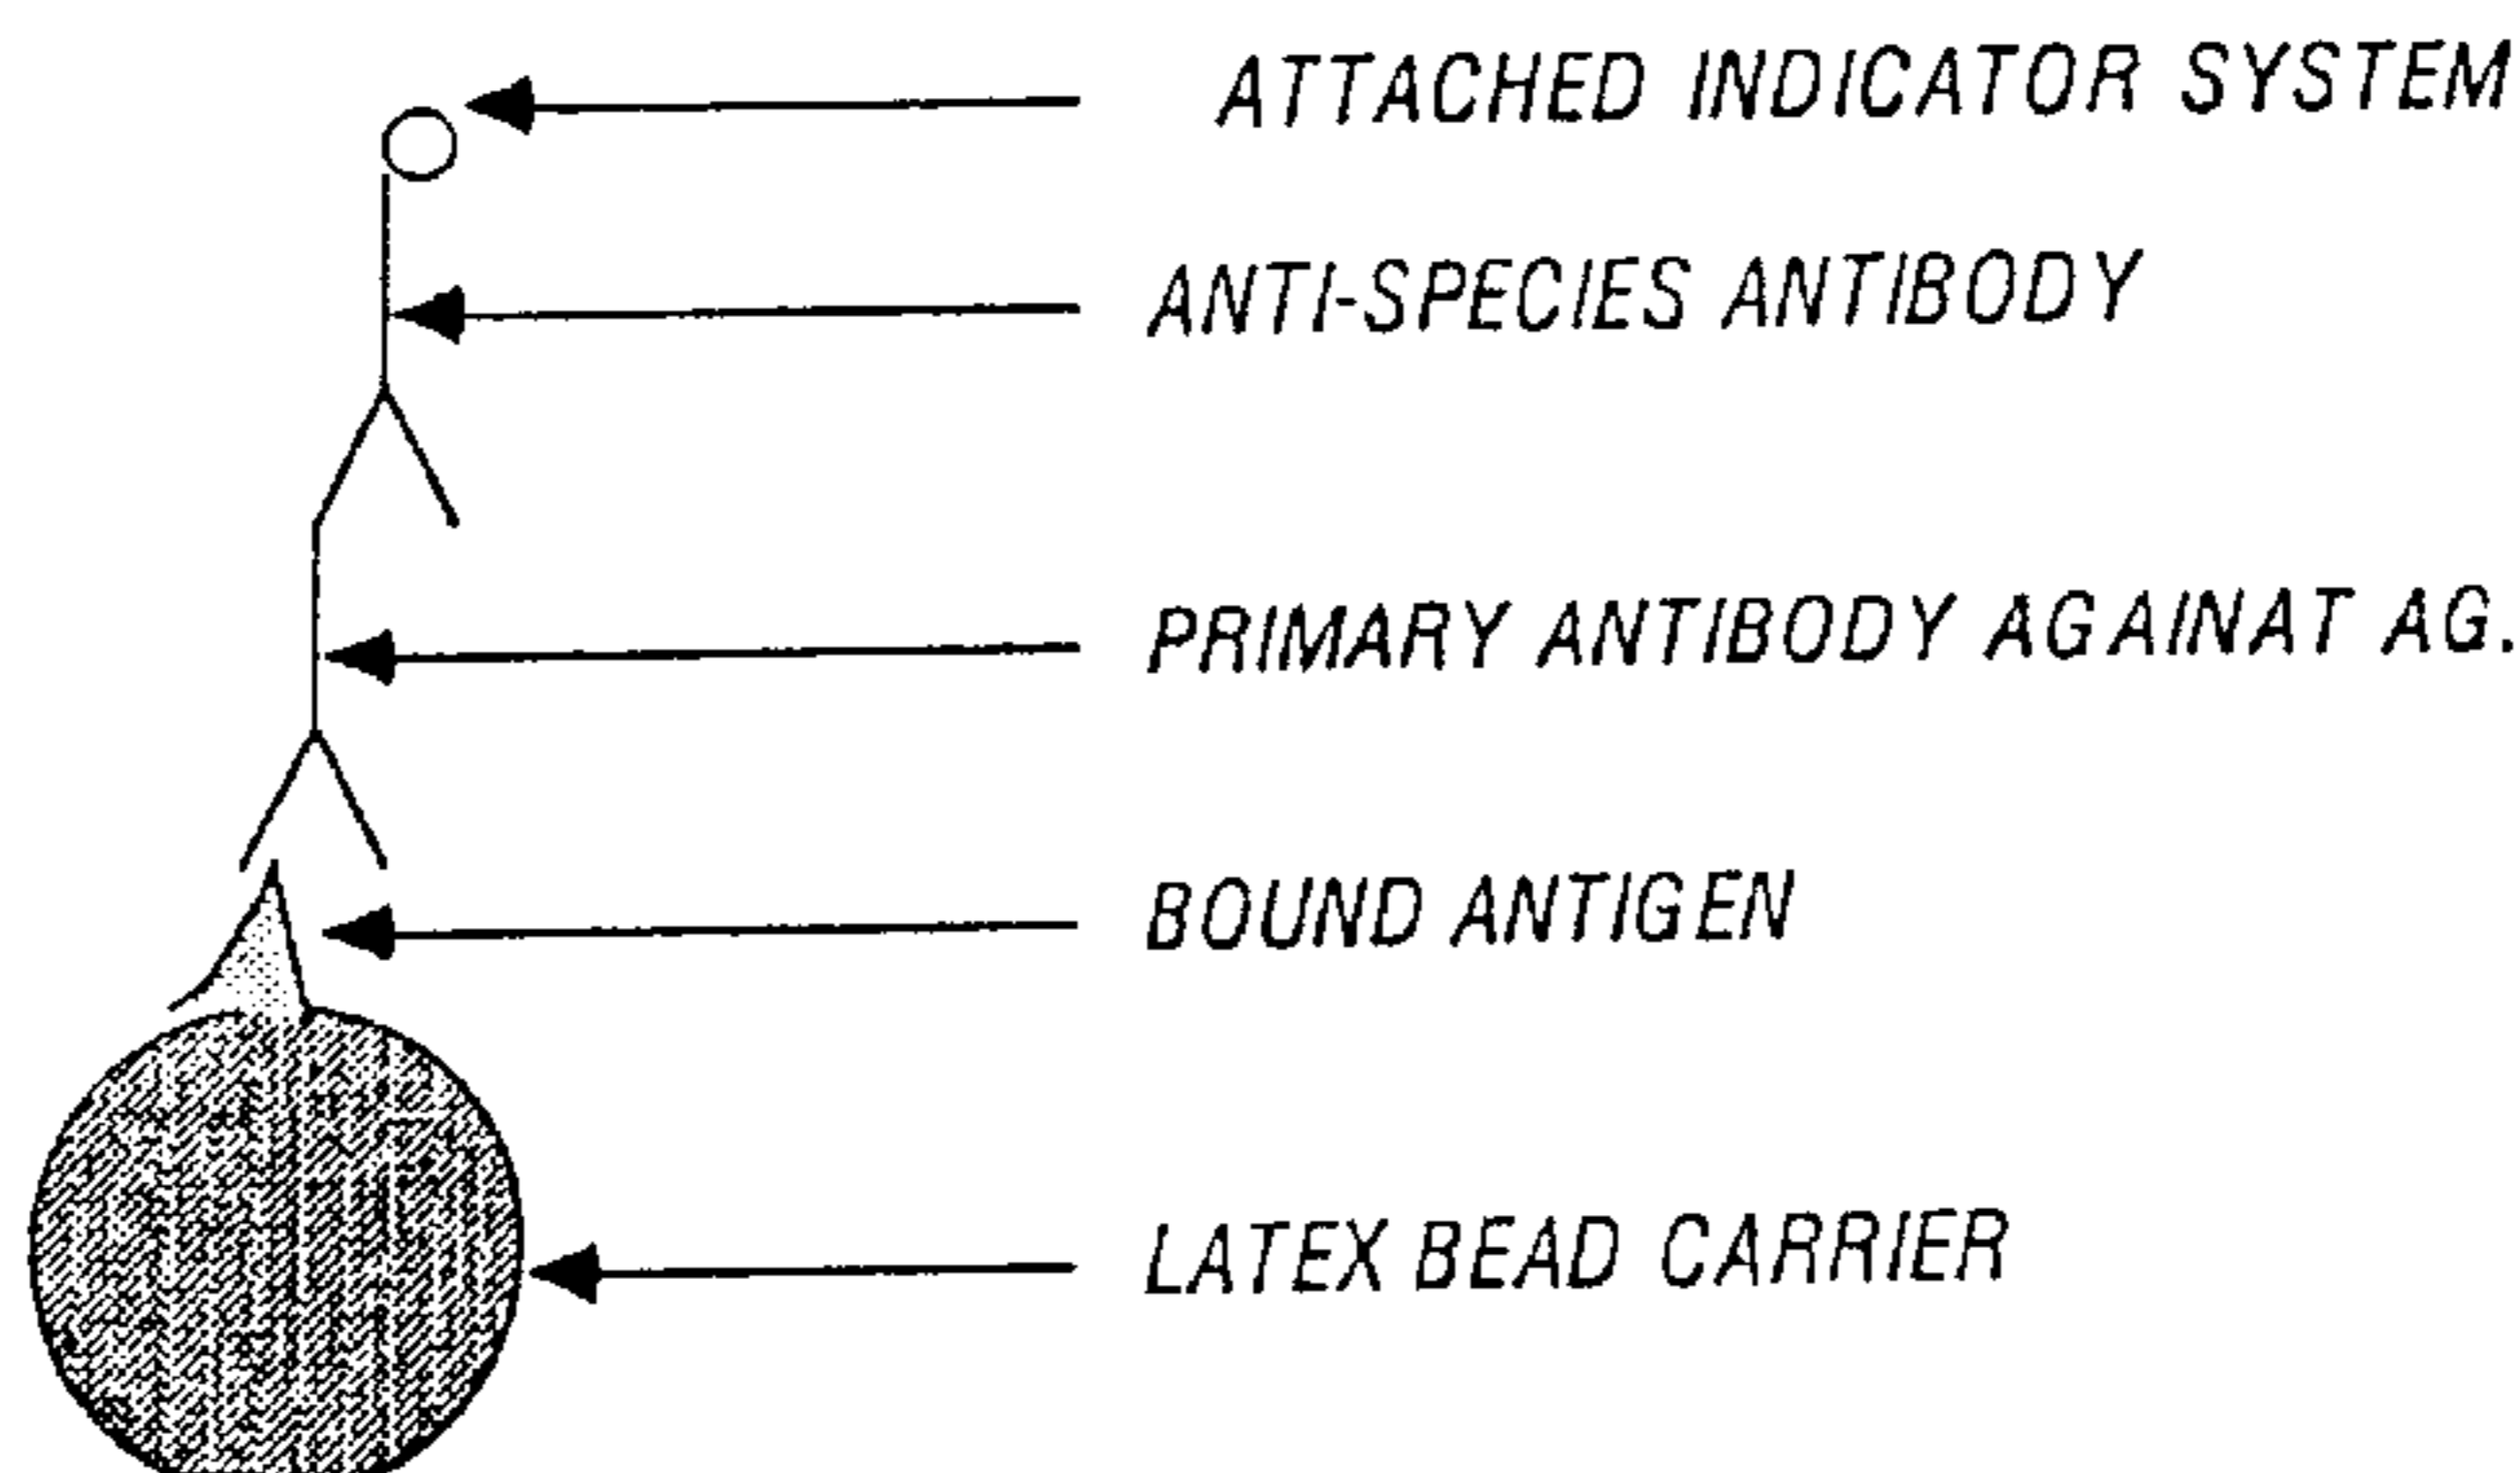 ATTACHED INDICATOR SYSTEM
ANTI-SPECIES ANTIBODY
PRIMARY ANTIBODY AGAINAT AG.
BOUND ANTIGEN
LATEX BEAD CARRIER